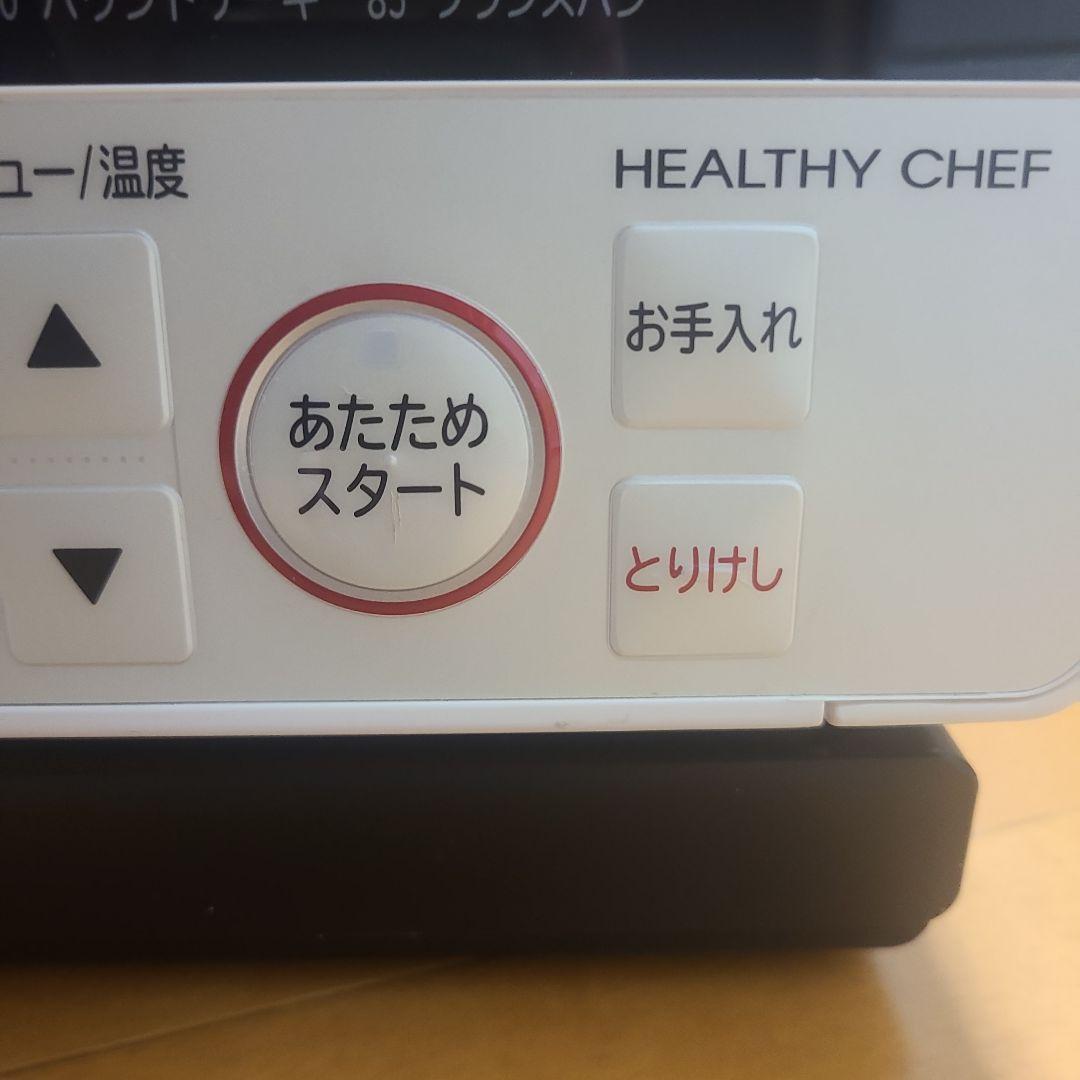 ュー/温度
HEALTHY CHEF
お手入れ
あたため
スタート
とりけし